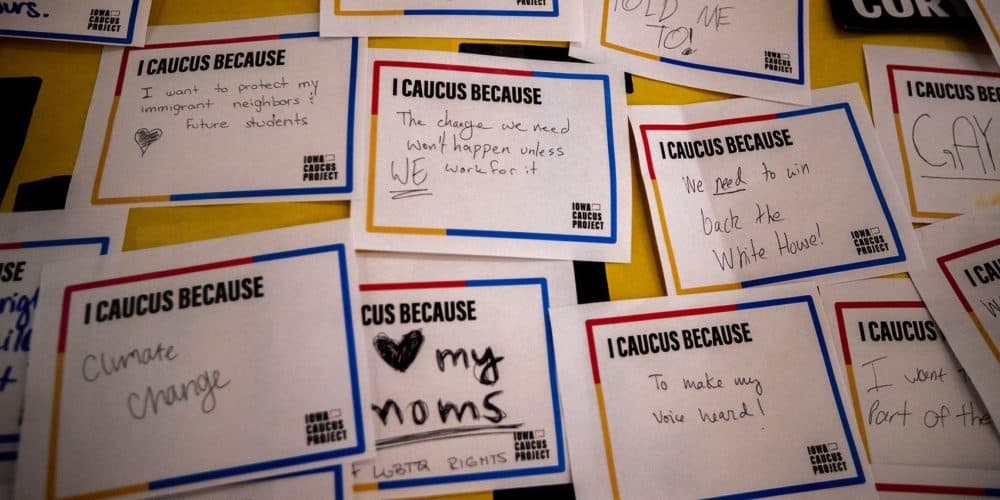 ours.
IOWA
CAUCUS
PROJECT
TOLD ME
TO!
IOWA
CAUCUS
PROJECT
I CAUCUS BECAUSE
I want to protect my
immigrant neighbors &
Future students
IOWA
CAUCUS
PROJECT
I CAUCUS BECAUSE
The change we need
won't happen unless
WE work for it
IOWA
CAUCUS
PROJECT
I CAUCUS BECAUSE
We need to win
back the
White House!
IOWA
CAUCUS
PROJECT
I CAUCUS BE
GAY
I CAUCUS BECAUSE
Climate
Change
IOWA
CAUCUS
PROJECT
CUS BECAUSE
my
moms
LGBTQ RIGHTS
IOWA
CAUCUS
PROJECT
I CAUCUS BECAUSE
To make my
voice heard!
IOWA
CAUCUS
PROJECT
I CAUCUS
I want
Part of the